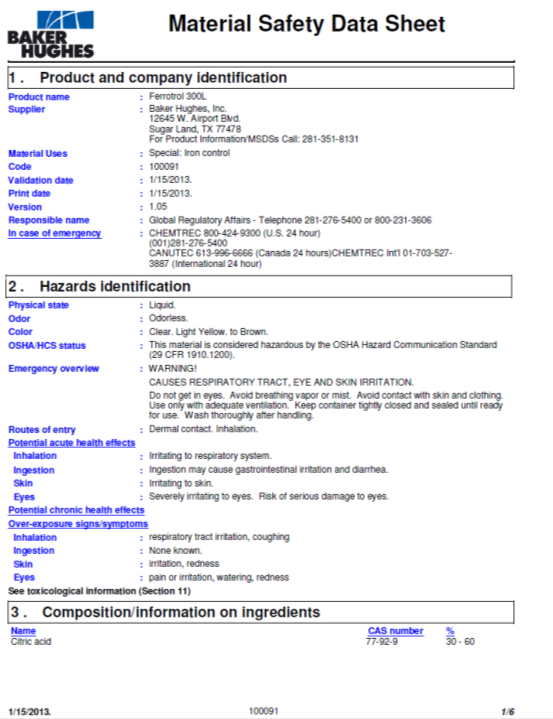 BAKER
HUGHES
Material Safety Data Sheet
1 . Product and company identification
Product name : Ferrotrol 300L
Supplier : Baker Hughes, Inc.
12645 W. Airport Blvd.
Sugar Land, TX 77478
For Product Information/MSDSs Call: 281-351-8131
Material Uses : Special: Iron control
Code : 100091
Validation date : 1/15/2013.
Print date : 1/15/2013.
Version : 1.05
Responsible name : Global Regulatory Affairs - Telephone 281-276-5400 or 800-231-3606
In case of emergency : CHEMTREC 800-424-9300 (U.S. 24 hour)
(001)281-276-5400
CANUTEC 613-996-6666 (Canada 24 hours)CHEMTREC Int'l 01-703-527-
3887 (International 24 hour)
2 . Hazards identification
Physical state : Liquid.
Odor : Odorless.
Color : Clear. Light Yellow. to Brown.
OSHA/HCS status : This material is considered hazardous by the OSHA Hazard Communication Standard
(29 CFR 1910.1200).
Emergency overview : WARNING!
CAUSES RESPIRATORY TRACT, EYE AND SKIN IRRITATION.
Do not get in eyes. Avoid breathing vapor or mist. Avoid contact with skin and clothing.
Use only with adequate ventilation. Keep container tightly closed and sealed until ready
for use. Wash thoroughly after handling.
Routes of entry : Dermal contact. Inhalation.
Potential acute health effects
Inhalation : Irritating to respiratory system.
Ingestion : Ingestion may cause gastrointestinal irritation and diarrhea.
Skin : Irritating to skin.
Eyes : Severely irritating to eyes. Risk of serious damage to eyes.
Potential chronic health effects
Over-exposure signs/symptoms
Inhalation : respiratory tract irritation, coughing
Ingestion : None known.
Skin : irritation, redness
Eyes : pain or irritation, watering, redness
See toxicological information (Section 11)
3 . Composition/information on ingredients
Name CAS number %
Citric acid 77-92-9 30 - 60
1/15/2013. 100091 1/6